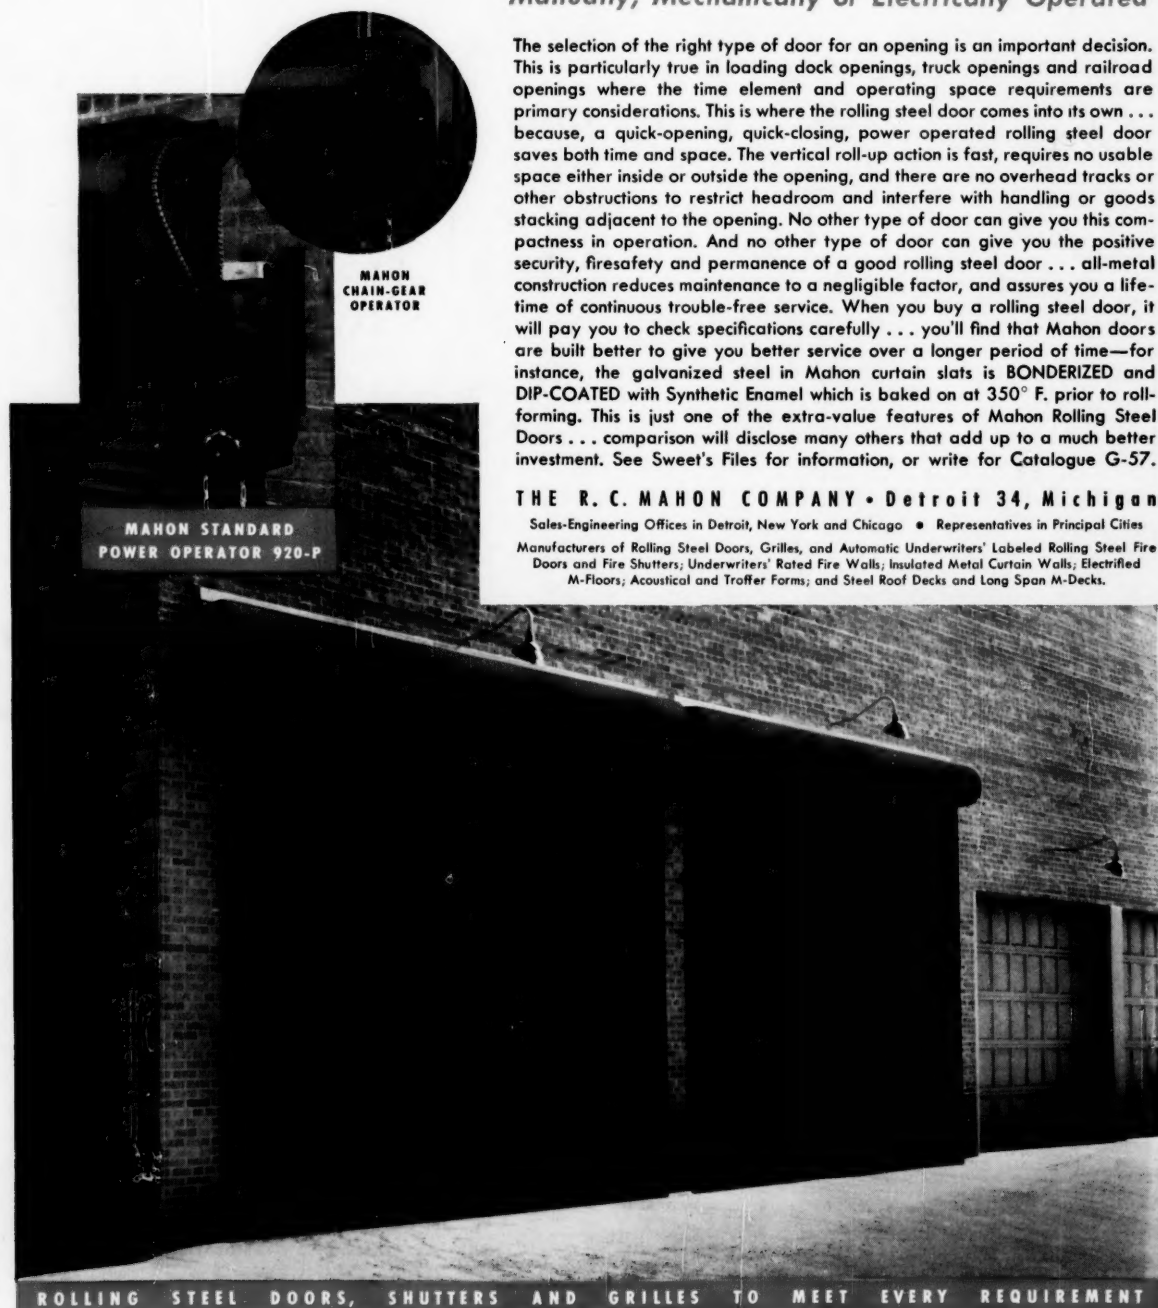 Manually, Mechanically or Electrically Operated
The selection of the right type of door for an opening is an important decision.
This is particularly true in loading dock openings, truck openings and railroad
openings where the time element and operating space requirements are
primary considerations. This is where the rolling steel door comes into its own ...
because, a quick-opening, quick-closing, power operated rolling steel door
saves both time and space. The vertical roll-up action is fast, requires no usable
space either inside or outside the opening, and there are no overhead tracks or
other obstructions to restrict headroom and interfere with handling or goods
stacking adjacent to the opening. No other type of door can give you this com-
pactness in operation. And no other type of door can give you the positive
security, firesafety and permanence of a good rolling steel door ... all-metal
construction reduces maintenance to a negligible factor, and assures you a life-
time of continuous trouble-free service. When you buy a rolling steel door, it
will pay you to check specifications carefully ... you'll find that Mahon doors
are built better to give you better service over a longer period of time—for
instance, the galvanized steel in Mahon curtain slats is BONDERIZED and
DIP-COATED with Synthetic Enamel which is baked on at 350° F. prior to roll-
forming. This is just one of the extra-value features of Mahon Rolling Steel
Doors ... comparison will disclose many others that add up to a much better
investment. See Sweet's Files for information, or write for Catalogue G-57.
THE R. C. MAHON COMPANY • Detroit 34, Michigan
Sales-Engineering Offices in Detroit, New York and Chicago • Representatives in Principal Cities
Manufacturers of Rolling Steel Doors, Grilles, and Automatic Underwriters' Labeled Rolling Steel Fire
Doors and Fire Shutters; Underwriters' Rated Fire Walls; Insulated Metal Curtain Walls; Electrified
M-Floors; Acoustical and Troffer Forms; and Steel Roof Decks and Long Span M-Decks.
MAHON
CHAIN-GEAR
OPERATOR
MAHON STANDARD
POWER OPERATOR 920-P
ROLLING STEEL DOORS, SHUTTERS AND GRILLES TO MEET EVERY REQUIREMENT